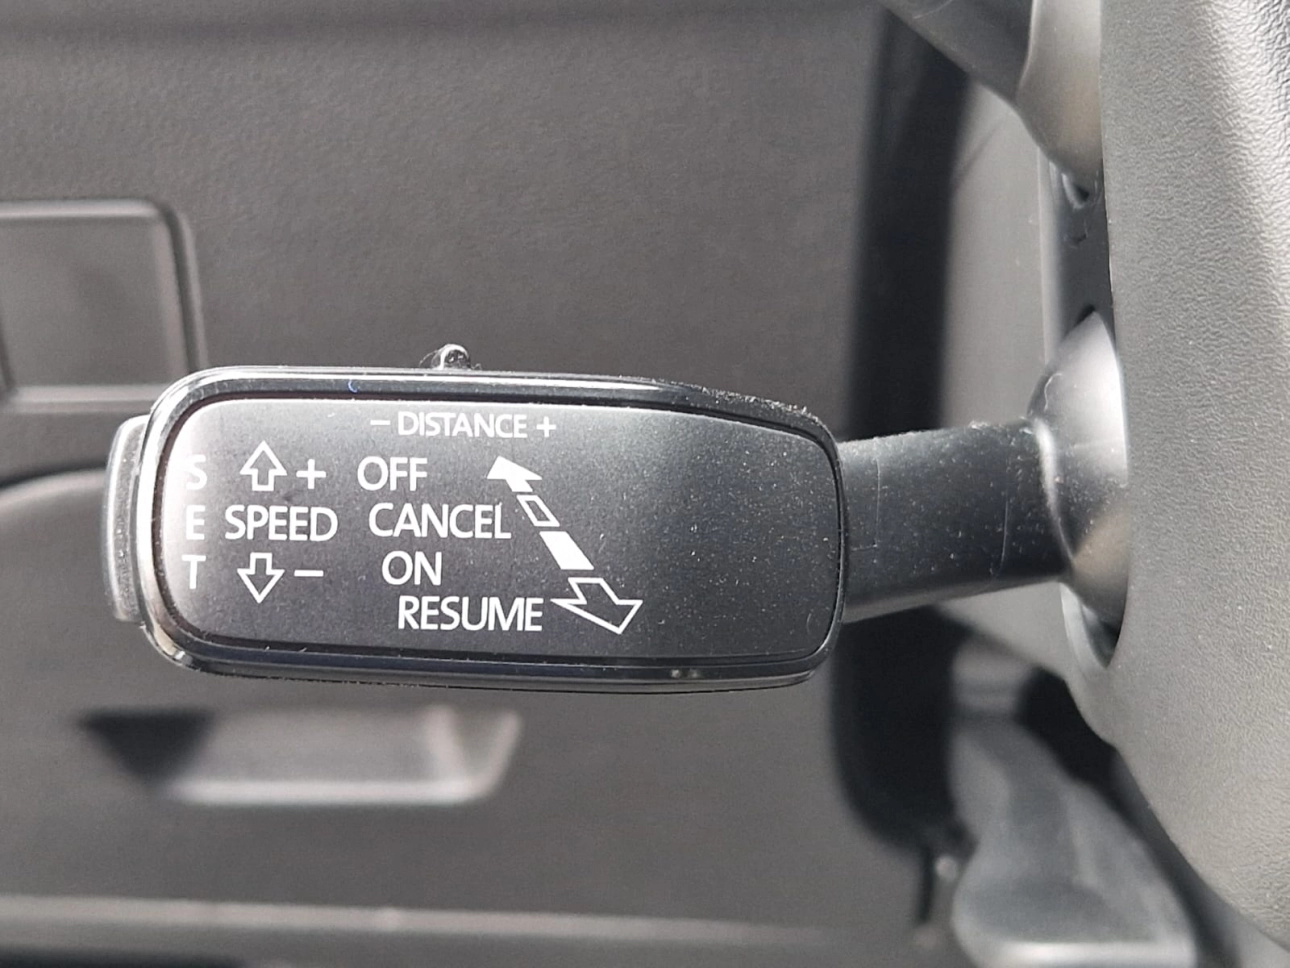 – DISTANCE +
S + OFF
E SPEED CANCEL
T – ON
RESUME